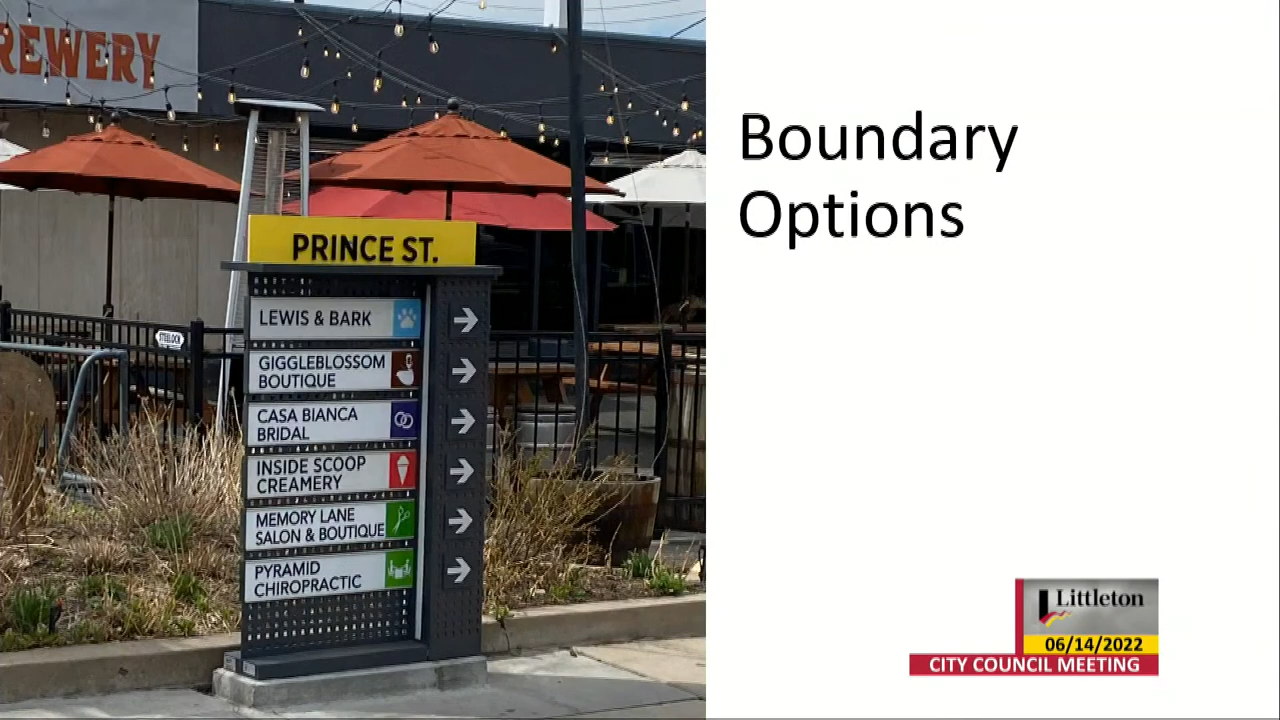 REWERY
PRINCE ST.
STEELOCK
LEWIS & BARK
GIGGLEBLOSSOM
BOUTIQUE
CASA BIANCA
BRIDAL
INSIDE SCOOP
CREAMERY
MEMORY LANE
SALON & BOUTIQUE
PYRAMID
CHIROPRACTIC
Boundary
Options
Littleton
06/14/2022
CITY COUNCIL MEETING